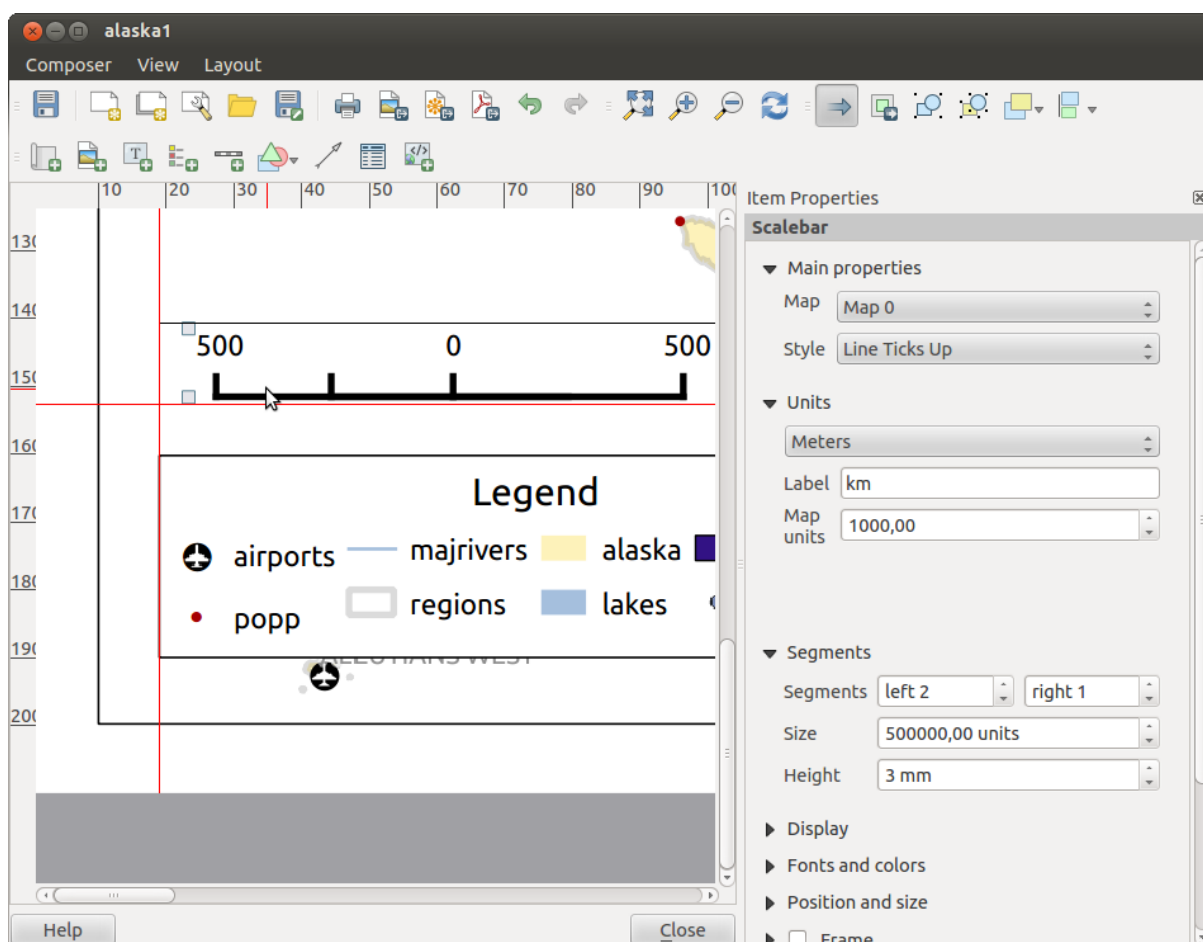 alaska1
Composer View Layout
10 20 30 40 50 60 70 80 90 100
Item Properties
Scalebar
Main properties
Map Map 0
Style Line Ticks Up
Units
Meters
Label km
Map units 1000,00
Segments
Segments left 2 right 1
Size 500000,00 units
Height 3 mm
Display
Fonts and colors
Position and size
Frame
130
140
150
160
170
180
190
200
500 0 500
Legend
airports majrivers alaska
popp regions lakes
ALEUTIANS WEST
Help Close